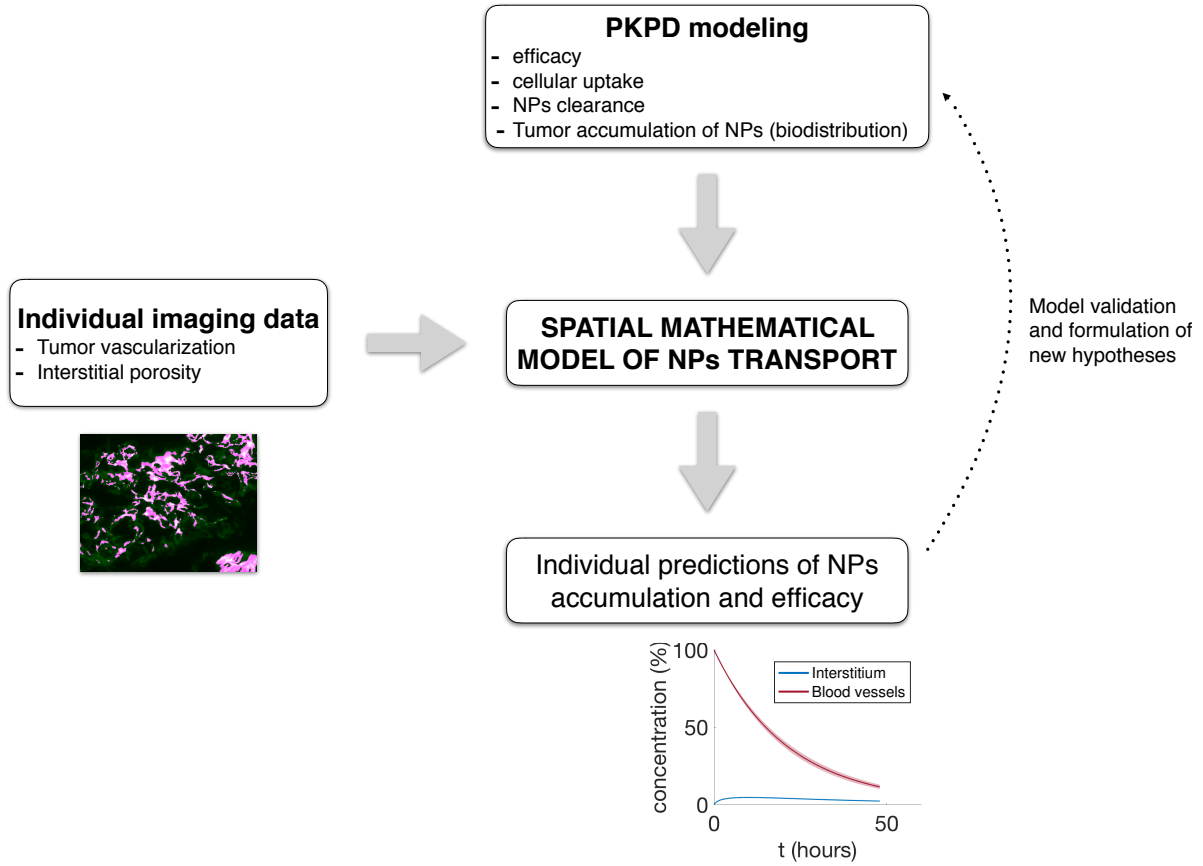 PKPD modeling
- efficacy
- cellular uptake
- NPs clearance
- Tumor accumulation of NPs (biodistribution)
Individual imaging data
- Tumor vascularization
- Interstitial porosity
SPATIAL MATHEMATICAL
MODEL OF NPs TRANSPORT
Model validation
and formulation of
new hypotheses
Individual predictions of NPs
accumulation and efficacy
concentration (%)
100
50
0
Interstitium
Blood vessels
0
50
t (hours)